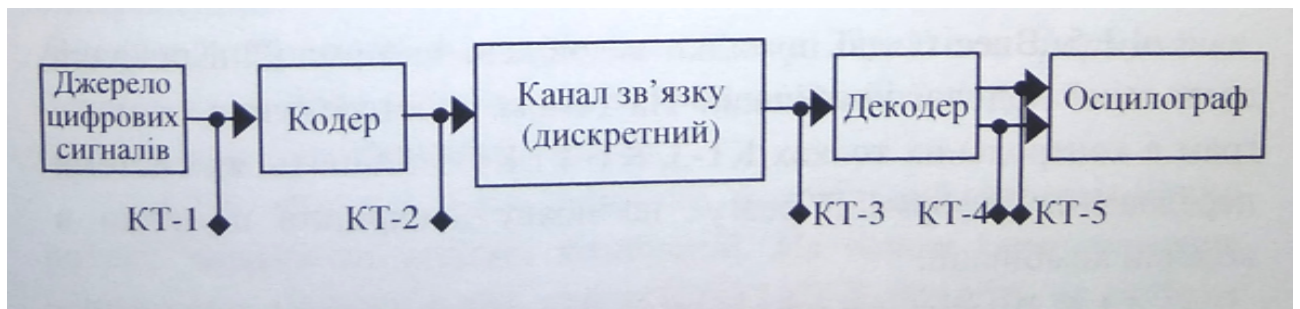 Джерело
цифрових
сигналів
Кодер
Канал зв’язку
(дискретний)
Декодер
Осцилограф
КТ-1
КТ-2
КТ-3
КТ-4
КТ-5